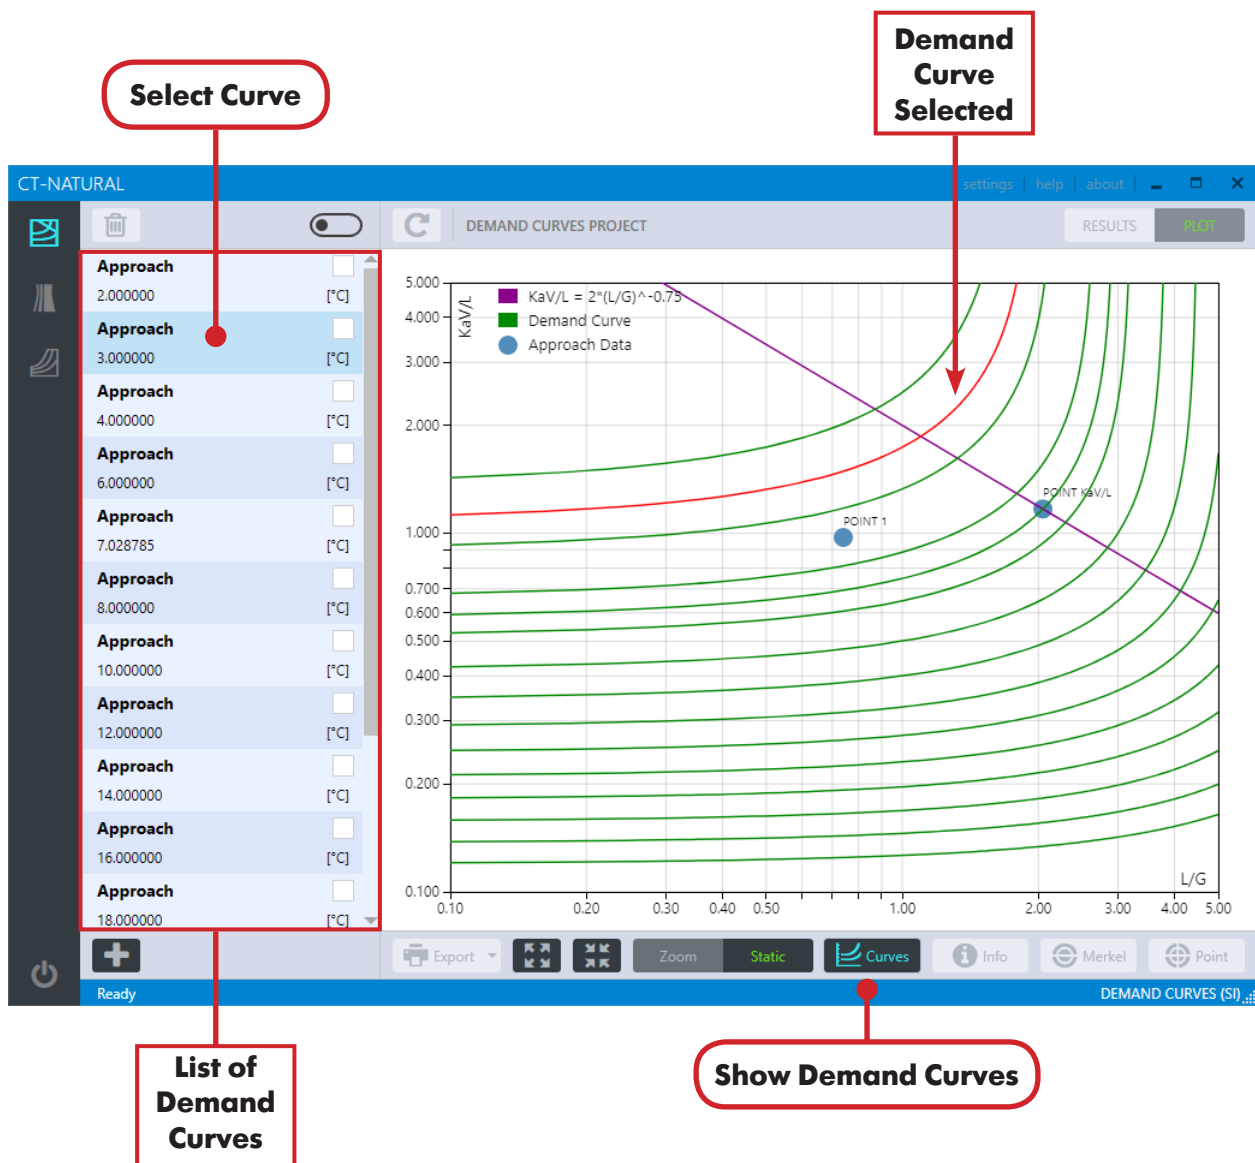 Demand
Curve
Selected
Select Curve
CT-NATURAL
settings
help
about
DEMAND CURVES PROJECT
RESULTS
PLOT
Approach
2.000000 [°C]
Approach
3.000000 [°C]
Approach
4.000000 [°C]
Approach
6.000000 [°C]
Approach
7.028785 [°C]
Approach
8.000000 [°C]
Approach
10.000000 [°C]
Approach
12.000000 [°C]
Approach
14.000000 [°C]
Approach
16.000000 [°C]
Approach
18.000000 [°C]
5.000
4.000
3.000
2.000
1.000
0.700
0.600
0.500
0.400
0.300
0.200
0.100
KaV/L
KaV/L = 2*(L/G)^-0.75
Demand Curve
Approach Data
POINT KaV/L
POINT 1
L/G
0.10 0.20 0.30 0.40 0.50 1.00 2.00 3.00 4.00 5.00
Export
Zoom
Static
Curves
Info
Merkel
Point
Ready
DEMAND CURVES (SI)
List of
Demand
Curves
Show Demand Curves